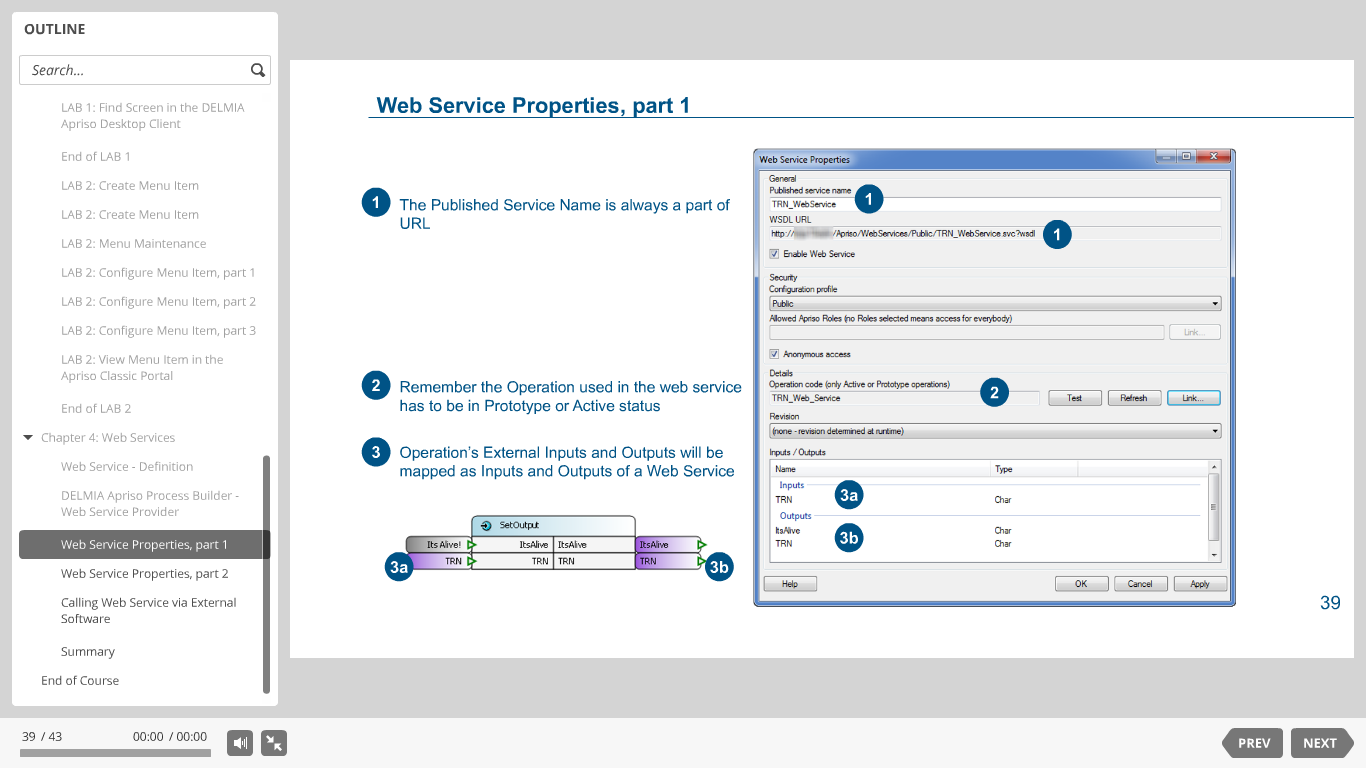 OUTLINE
Search...
LAB 1: Find Screen in the DELMIA
Apriso Desktop Client
End of LAB 1
LAB 2: Create Menu Item
LAB 2: Create Menu Item
LAB 2: Menu Maintenance
LAB 2: Configure Menu Item, part 1
LAB 2: Configure Menu Item, part 2
LAB 2: Configure Menu Item, part 3
LAB 2: View Menu Item in the
Apriso Classic Portal
End of LAB 2
Chapter 4: Web Services
Web Service - Definition
DELMIA Apriso Process Builder -
Web Service Provider
Web Service Properties, part 1
Web Service Properties, part 2
Calling Web Service via External
Software
Summary
End of Course
Web Service Properties, part 1
1 The Published Service Name is always a part of
URL
2 Remember the Operation used in the web service
has to be in Prototype or Active status
3 Operation's External Inputs and Outputs will be
mapped as Inputs and Outputs of a Web Service
SetOutput
Its Alive! ItsAlive ItsAlive ItsAlive
3a TRN TRN TRN TRN 3b
Web Service Properties
General
Published service name 1
TRN_WebService
WSDL URL
http:// /Apriso/WebServices/Public/TRN_WebService.svc?wsdl 1
Enable Web Service
Security
Configuration profile
Public
Allowed Apriso Roles (no Roles selected means access for everybody)
Link...
Anonymous access
Details
Operation code (only Active or Prototype operations)
TRN_Web_Service 2 Test Refresh Link...
Revision
(none - revision determined at runtime)
Inputs / Outputs
Name Type
Inputs
TRN 3a Char
Outputs
ItsAlive 3b Char
TRN Char
Help OK Cancel Apply
39
39 / 43 00:00 / 00:00
PREV NEXT